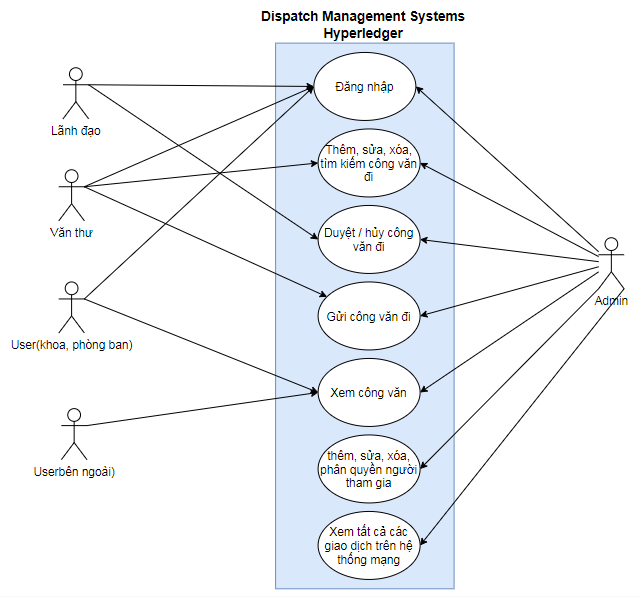 Dispatch Management Systems
Hyperledger
Đăng nhập
Lãnh đạo
Thêm, sửa, xóa,
tìm kiếm công văn
đi
Văn thư
Duyệt / hủy công
văn đi
Admin
Gửi công văn đi
User(khoa, phòng ban)
Xem công văn
Userbên ngoài)
thêm, sửa, xóa,
phân quyền người
tham gia
Xem tất cả các
giao dịch trên hệ
thống mạng